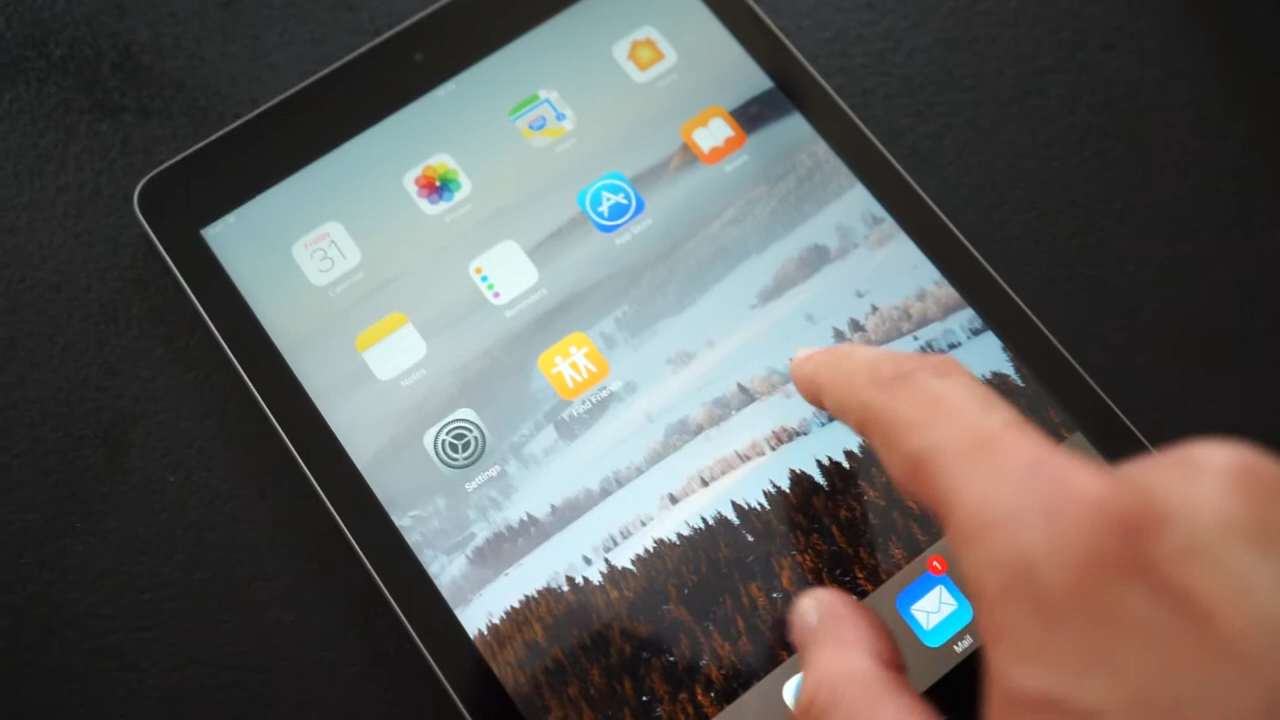 Friday
31
Calendar
Photos
Notes
Reminders
App Store
Settings
Find Friends
1
Mail